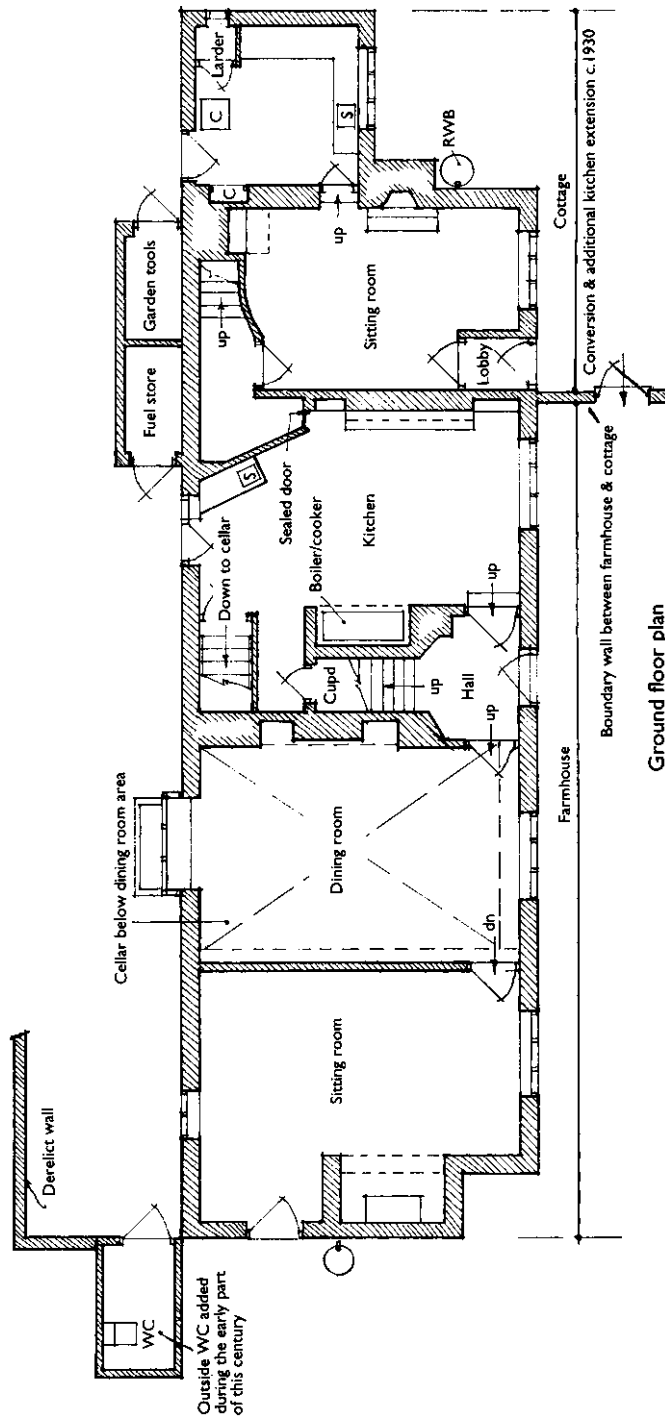 Derelict wall
WC
Outside WC added
during the early part
of this century
Cellar below dining room area
Sitting room
dn
Dining room
up
Hall
up
up
Cupd
Down to cellar
Boiler/cooker
Kitchen
Sealed door
S
Fuel store
Garden tools
up
Sitting room
Lobby
up
C
C
Larder
S
RWB
Farmhouse
Cottage
Conversion & additional kitchen extension c.1930
Boundary wall between farmhouse & cottage
Ground floor plan